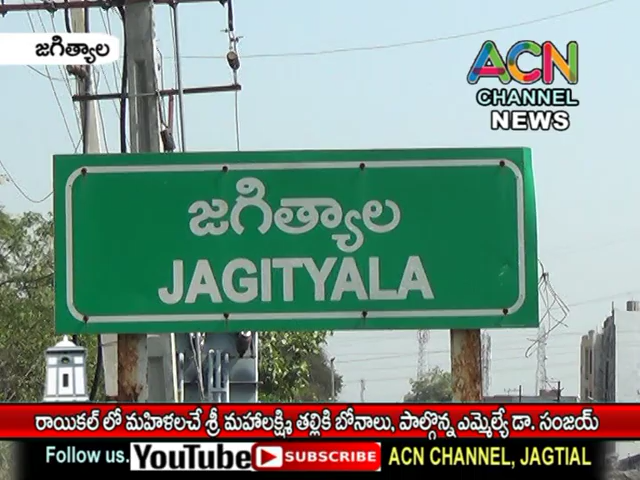 జగిత్యాల
ACN
CHANNEL
NEWS
జగిత్యాల
JAGITYALA
రాయికల్ లో మహిళలచే శ్రీ మహాలక్ష్మి తల్లికి బోనాలు, పాల్గొన్న ఎమ్మెల్యే డా. సంజయ్
Follow us. YouTube SUBSCRIBE ACN CHANNEL, JAGTIAL